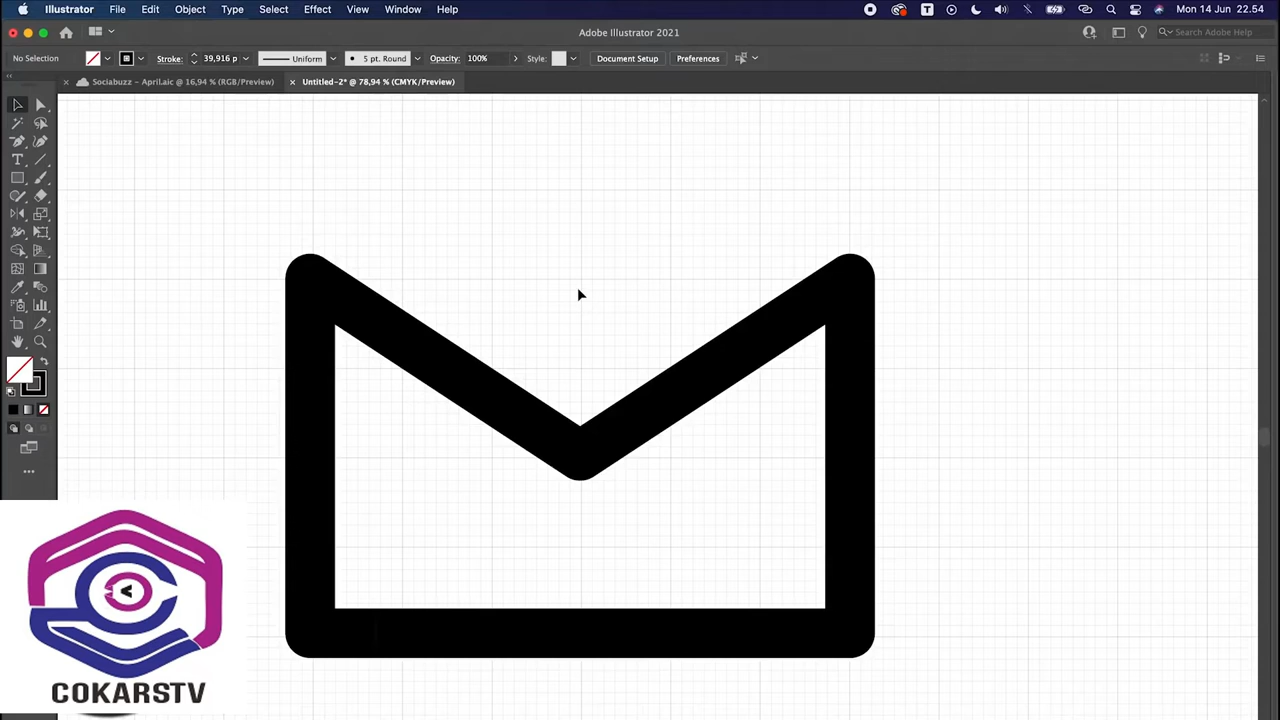 Illustrator File Edit Object Type Select Effect View Window Help Mon 14 Jun 22.54
Adobe Illustrator 2021
Search Adobe Help
No Selection Stroke: 39,916 p Uniform 5 pt. Round Opacity: 100% Style: Document Setup Preferences
Sociabuzz - April.aic @ 16,94 % (RGB/Preview) Untitled-2* @ 78,94 % (CMYK/Preview)
COKARSTV